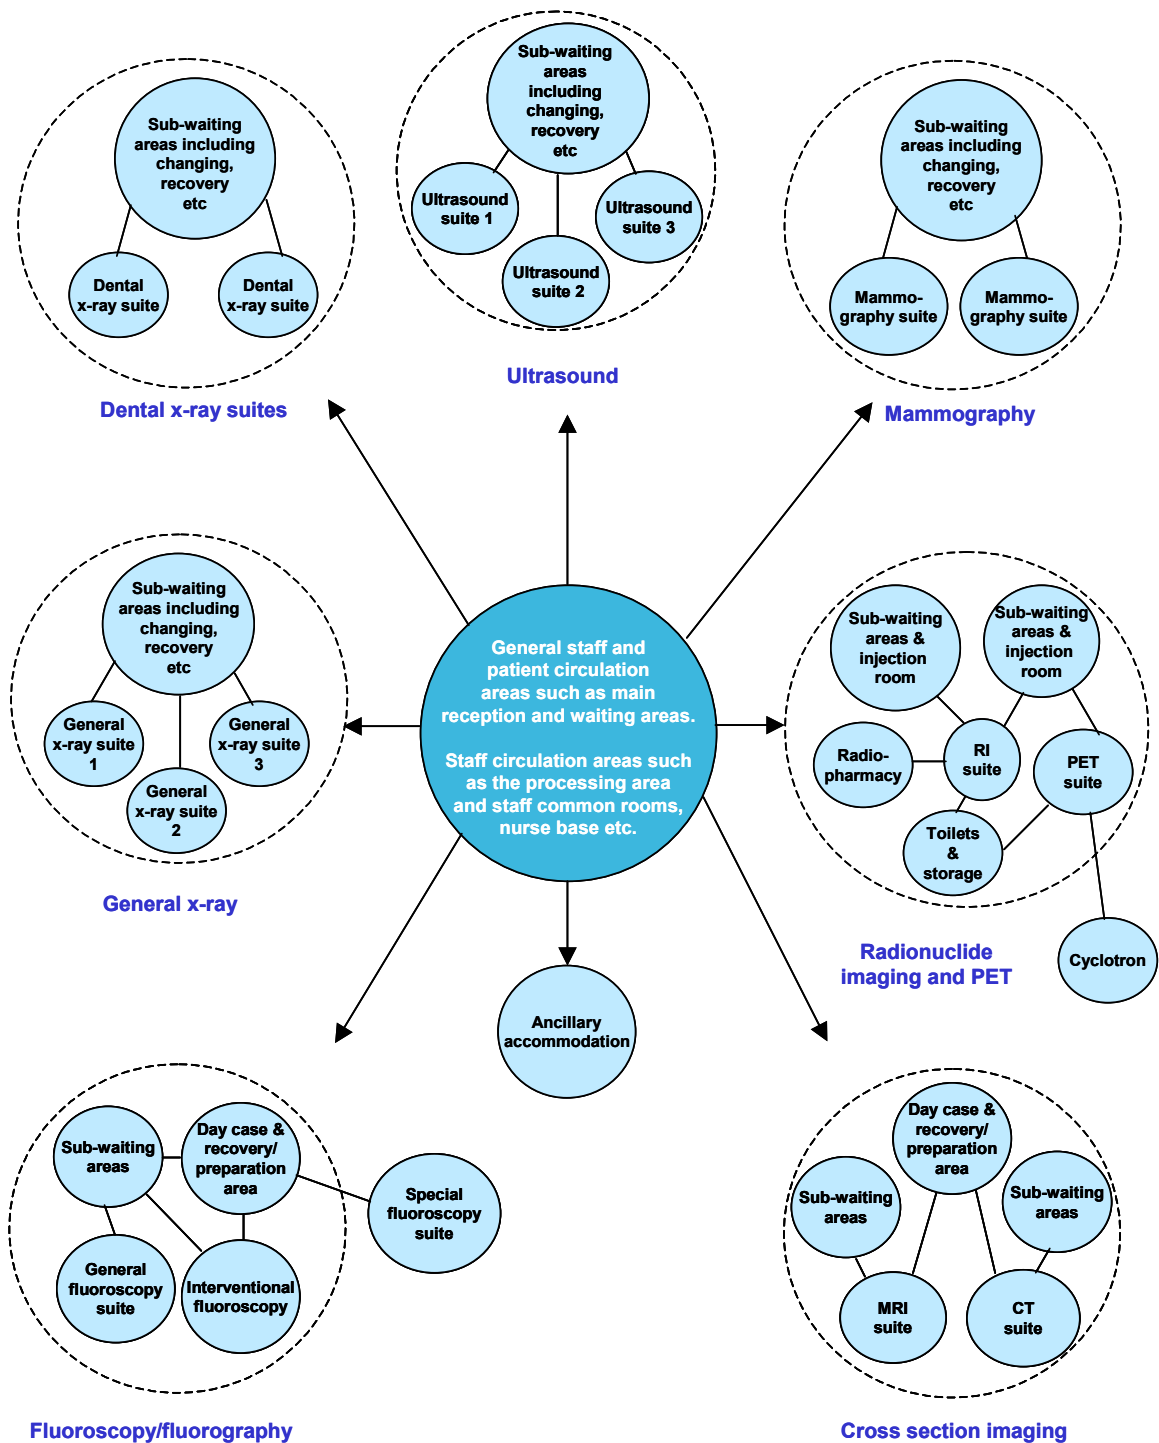 Sub-waiting
areas including
changing,
recovery
etc
Dental
x-ray suite
Dental
x-ray suite
Dental x-ray suites
Sub-waiting
areas
including
changing,
recovery
etc
Ultrasound
suite 1
Ultrasound
suite 2
Ultrasound
suite 3
Ultrasound
Sub-waiting
areas including
changing,
recovery
etc
Mammo-
graphy suite
Mammo-
graphy suite
Mammography
Sub-waiting
areas including
changing,
recovery
etc
General
x-ray suite
1
General
x-ray suite
2
General
x-ray suite
3
General x-ray
General staff and
patient circulation
areas such as main
reception and waiting areas.
Staff circulation areas such
as the processing area
and staff common rooms,
nurse base etc.
Sub-waiting
areas &
injection
room
Sub-waiting
areas &
injection
room
Radio-
pharmacy
RI
suite
PET
suite
Toilets
&
storage
Cyclotron
Radionuclide
imaging and PET
Ancillary
accommodation
Sub-waiting
areas
Day case &
recovery/
preparation
area
General
fluoroscopy
suite
Interventional
fluoroscopy
Special
fluoroscopy
suite
Fluoroscopy/fluorography
Day case &
recovery/
preparation
area
Sub-waiting
areas
Sub-waiting
areas
MRI
suite
CT
suite
Cross section imaging